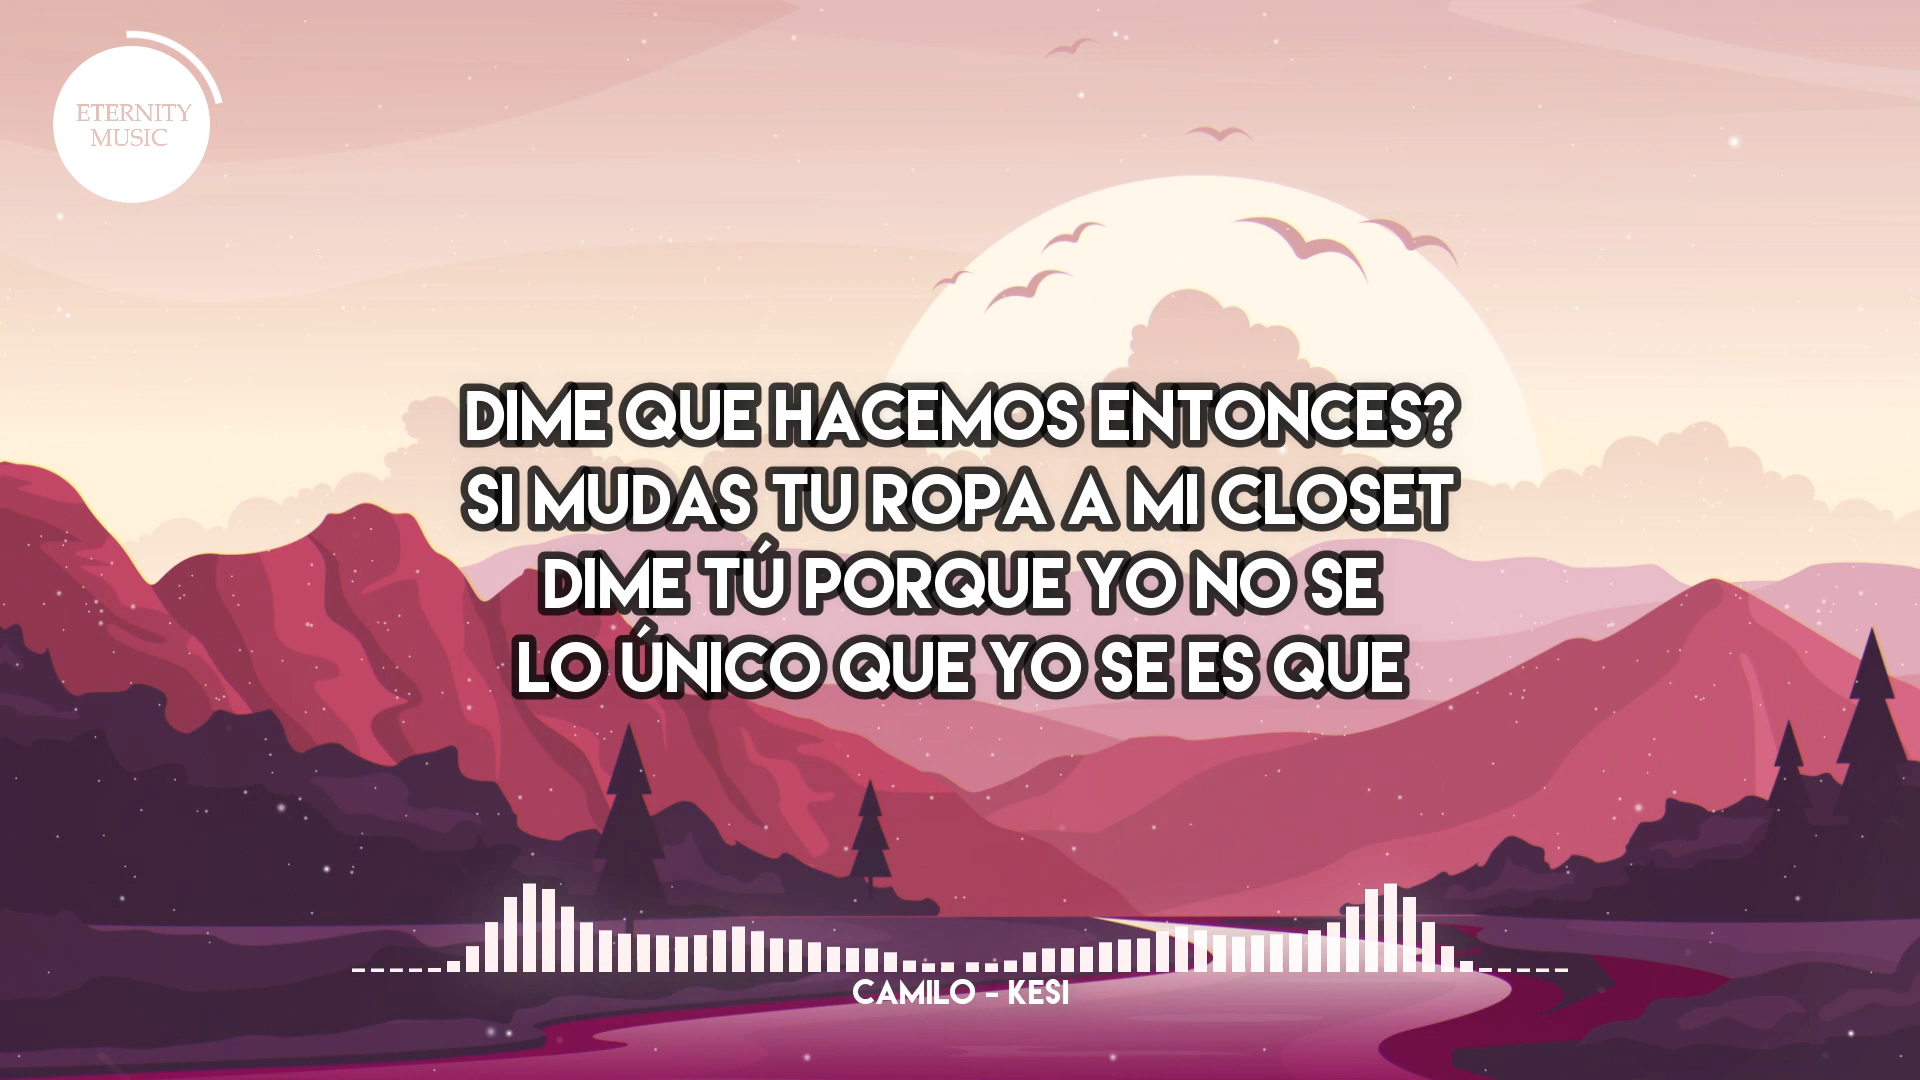 ETERNITY
MUSIC
DIME QUE HACEMOS ENTONCES?
SI MUDAS TU ROPA A MI CLOSET
DIME TÚ PORQUE YO NO SE
LO ÚNICO QUE YO SE ES QUE
CAMILO - KESI